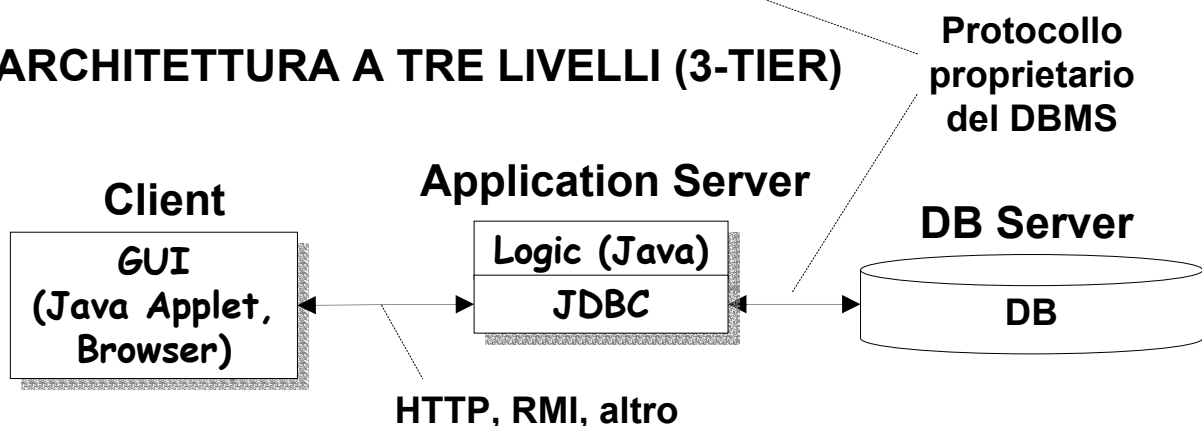 ARCHITETTURA A TRE LIVELLI (3-TIER)
Protocollo
proprietario
del DBMS
Client
GUI
(Java Applet,
Browser)
Application Server
Logic (Java)
JDBC
DB Server
DB
HTTP, RMI, altro